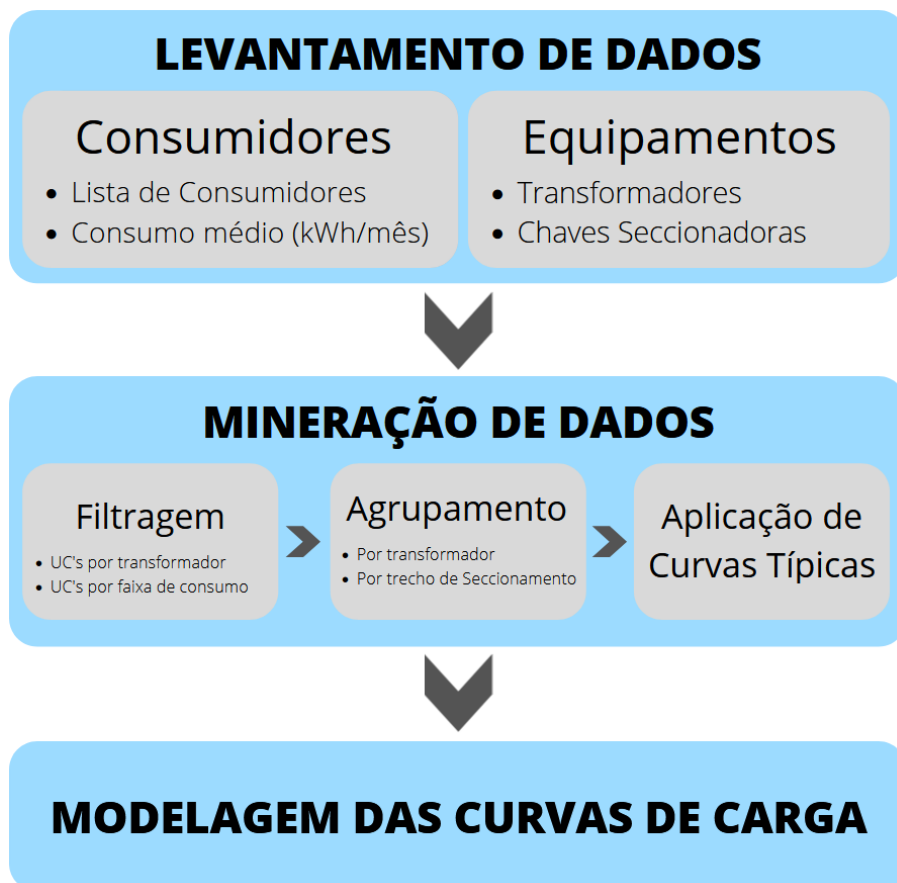 LEVANTAMENTO DE DADOS
Consumidores
• Lista de Consumidores
• Consumo médio (kWh/mês)
Equipamentos
• Transformadores
• Chaves Seccionadoras
MINERAÇÃO DE DADOS
Filtragem
• UC's por transformador
• UC's por faixa de consumo
Agrupamento
• Por transformador
• Por trecho de Seccionamento
Aplicação de
Curvas Típicas
MODELAGEM DAS CURVAS DE CARGA